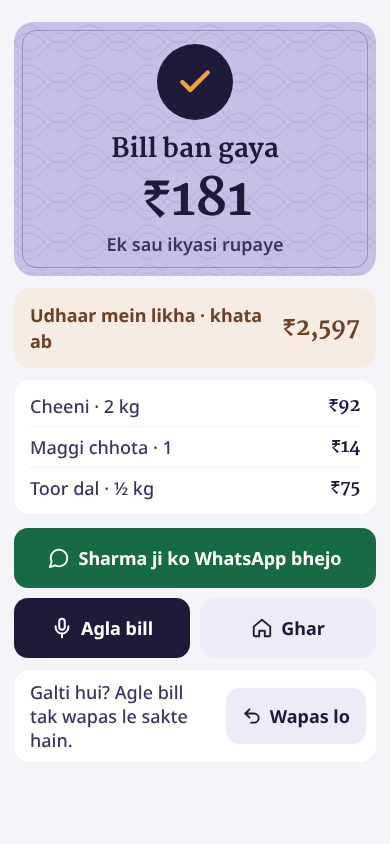 Bill ban gaya
₹181
Ek sau ikyasi rupaye
Udhaar mein likha · khata ab
₹2,597
Cheeni · 2 kg ₹92
Maggi chhota · 1 ₹14
Toor dal · ½ kg ₹75
Sharma ji ko WhatsApp bhejo
Agla bill
Ghar
Galti hui? Agle bill
tak wapas le sakte
hain.
Wapas lo